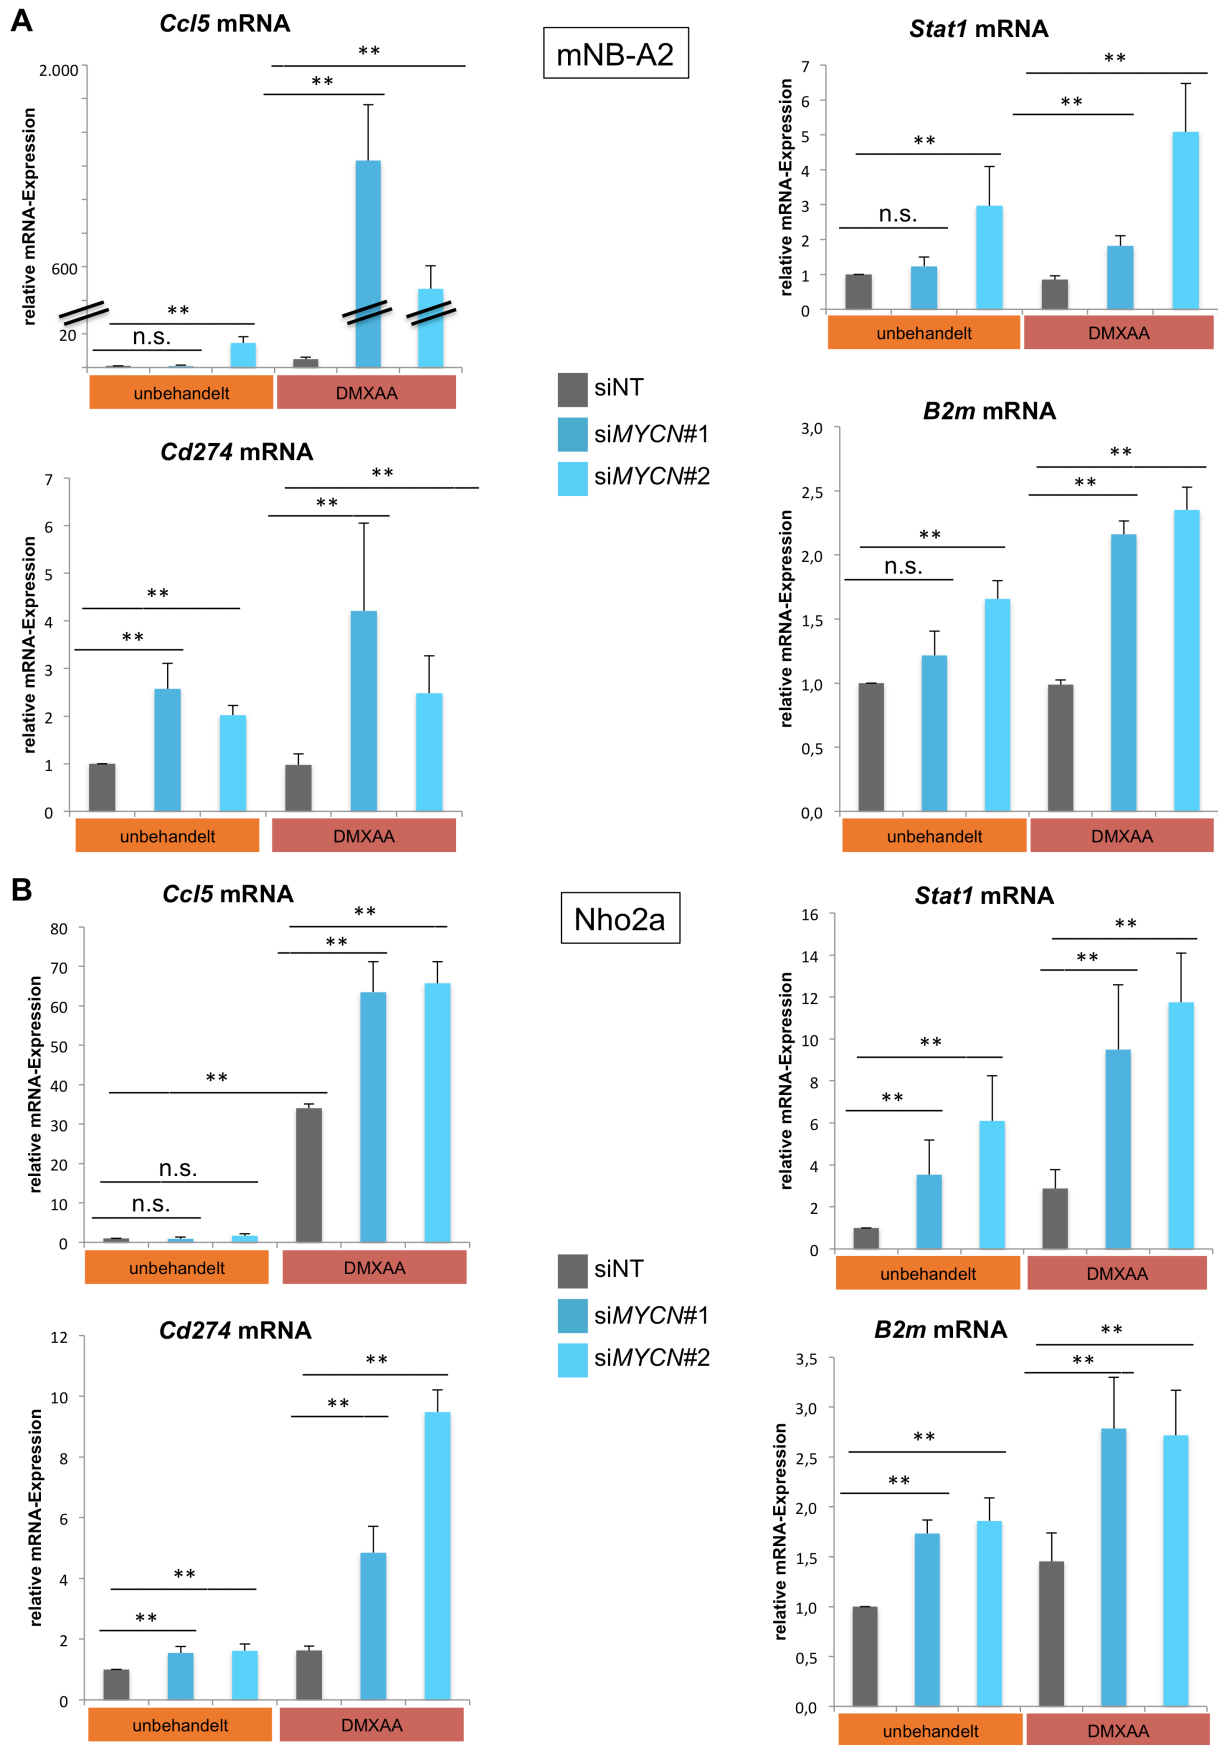 A
Ccl5 mRNA
mNB-A2
Stat1 mRNA
relative mRNA-Expression
2.000
600
20
n.s.
**
**
**
unbehandelt
DMXAA
relative mRNA-Expression
7
6
5
4
3
2
1
0
n.s.
**
**
**
unbehandelt
DMXAA
siNT
siMYCN#1
siMYCN#2
Cd274 mRNA
relative mRNA-Expression
7
6
5
4
3
2
1
0
**
**
**
**
unbehandelt
DMXAA
B2m mRNA
relative mRNA-Expression
3,0
2,5
2,0
1,5
1,0
0,5
0,0
n.s.
**
**
**
unbehandelt
DMXAA
B
Ccl5 mRNA
Nho2a
Stat1 mRNA
relative mRNA-Expression
80
70
60
50
40
30
20
10
0
n.s.
n.s.
**
**
**
unbehandelt
DMXAA
relative mRNA-Expression
16
14
12
10
8
6
4
2
0
**
**
**
**
unbehandelt
DMXAA
siNT
siMYCN#1
siMYCN#2
Cd274 mRNA
relative mRNA-Expression
12
10
8
6
4
2
0
**
**
**
**
unbehandelt
DMXAA
B2m mRNA
relative mRNA-Expression
3,5
3,0
2,5
2,0
1,5
1,0
0,5
0,0
**
**
**
**
unbehandelt
DMXAA